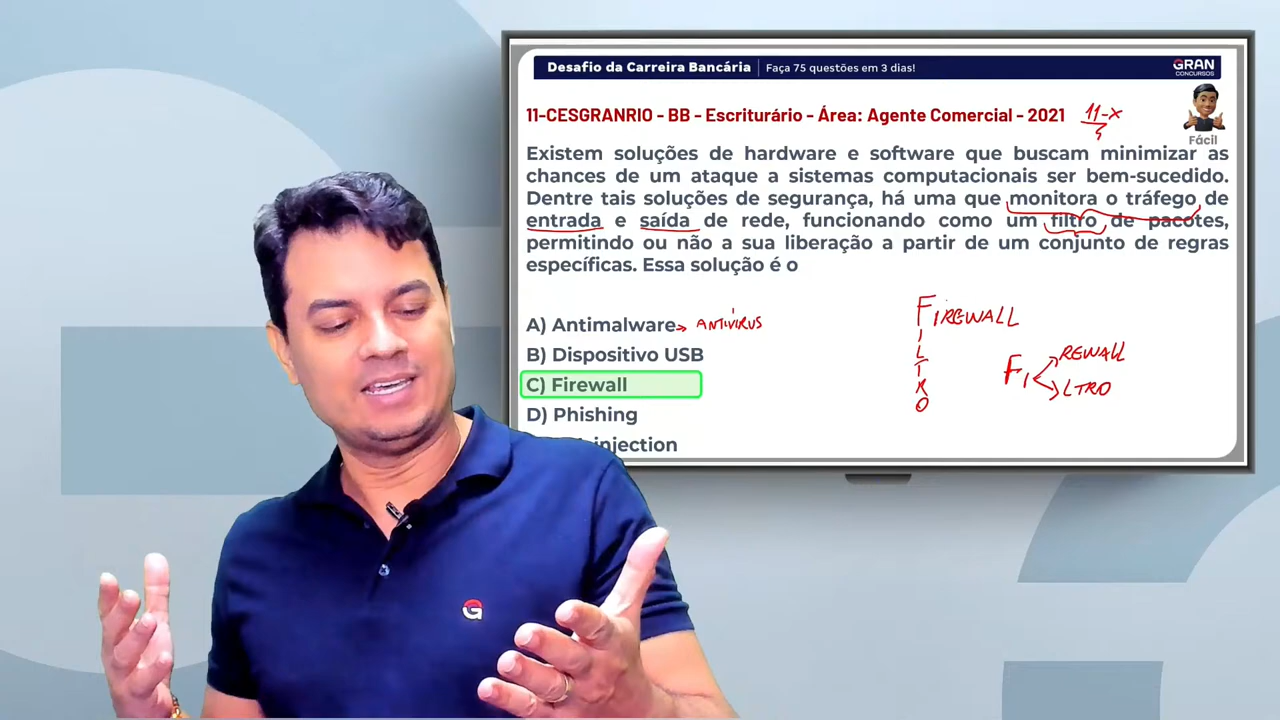 Desafio da Carreira Bancária | Faça 75 questões em 3 dias!
GRAN
CONCURSOS
11-CESGRANRIO - BB - Escriturário - Área: Agente Comercial - 2021
11-X
5
Fácil
Existem soluções de hardware e software que buscam minimizar as
chances de um ataque a sistemas computacionais ser bem-sucedido.
Dentre tais soluções de segurança, há uma que monitora o tráfego de
entrada e saída de rede, funcionando como um filtro de pacotes,
permitindo ou não a sua liberação a partir de um conjunto de regras
específicas. Essa solução é o
A) Antimalware → ANTIVÍRUS
B) Dispositivo USB
C) Firewall
D) Phishing
injection
FIREWALL
I
L
T
R
O
FI
REWALL
LTRO
G